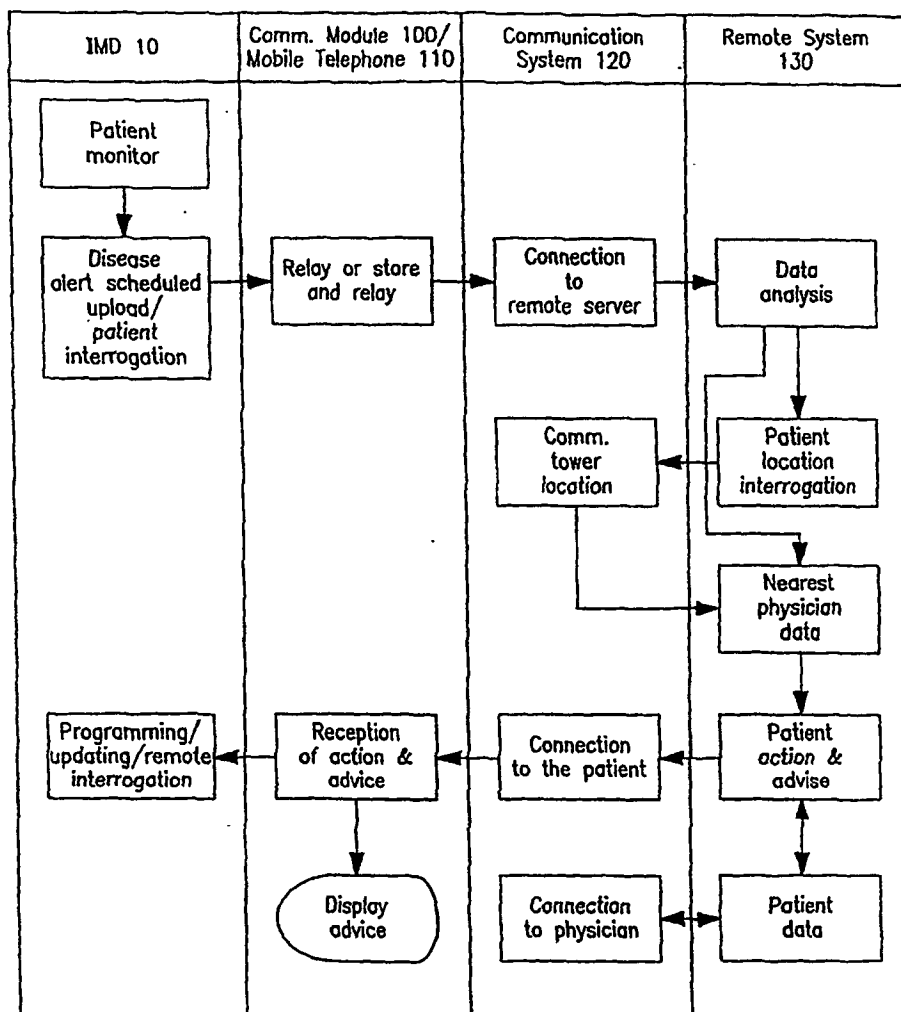 IMD 10
Comm. Module 100/
Mobile Telephone 110
Communication
System 120
Remote System
130
Patient
monitor
Disease
alert scheduled
upload/
patient
interrogation
Relay or store
and relay
Connection
to
remote server
Data
analysis
Comm.
tower
location
Patient
location
interrogation
Nearest
physician
data
Programming/
updating/remote
interrogation
Reception
of action &
advice
Connection
to the patient
Patient
action &
advise
Display
advice
Connection
to physician
Patient
data